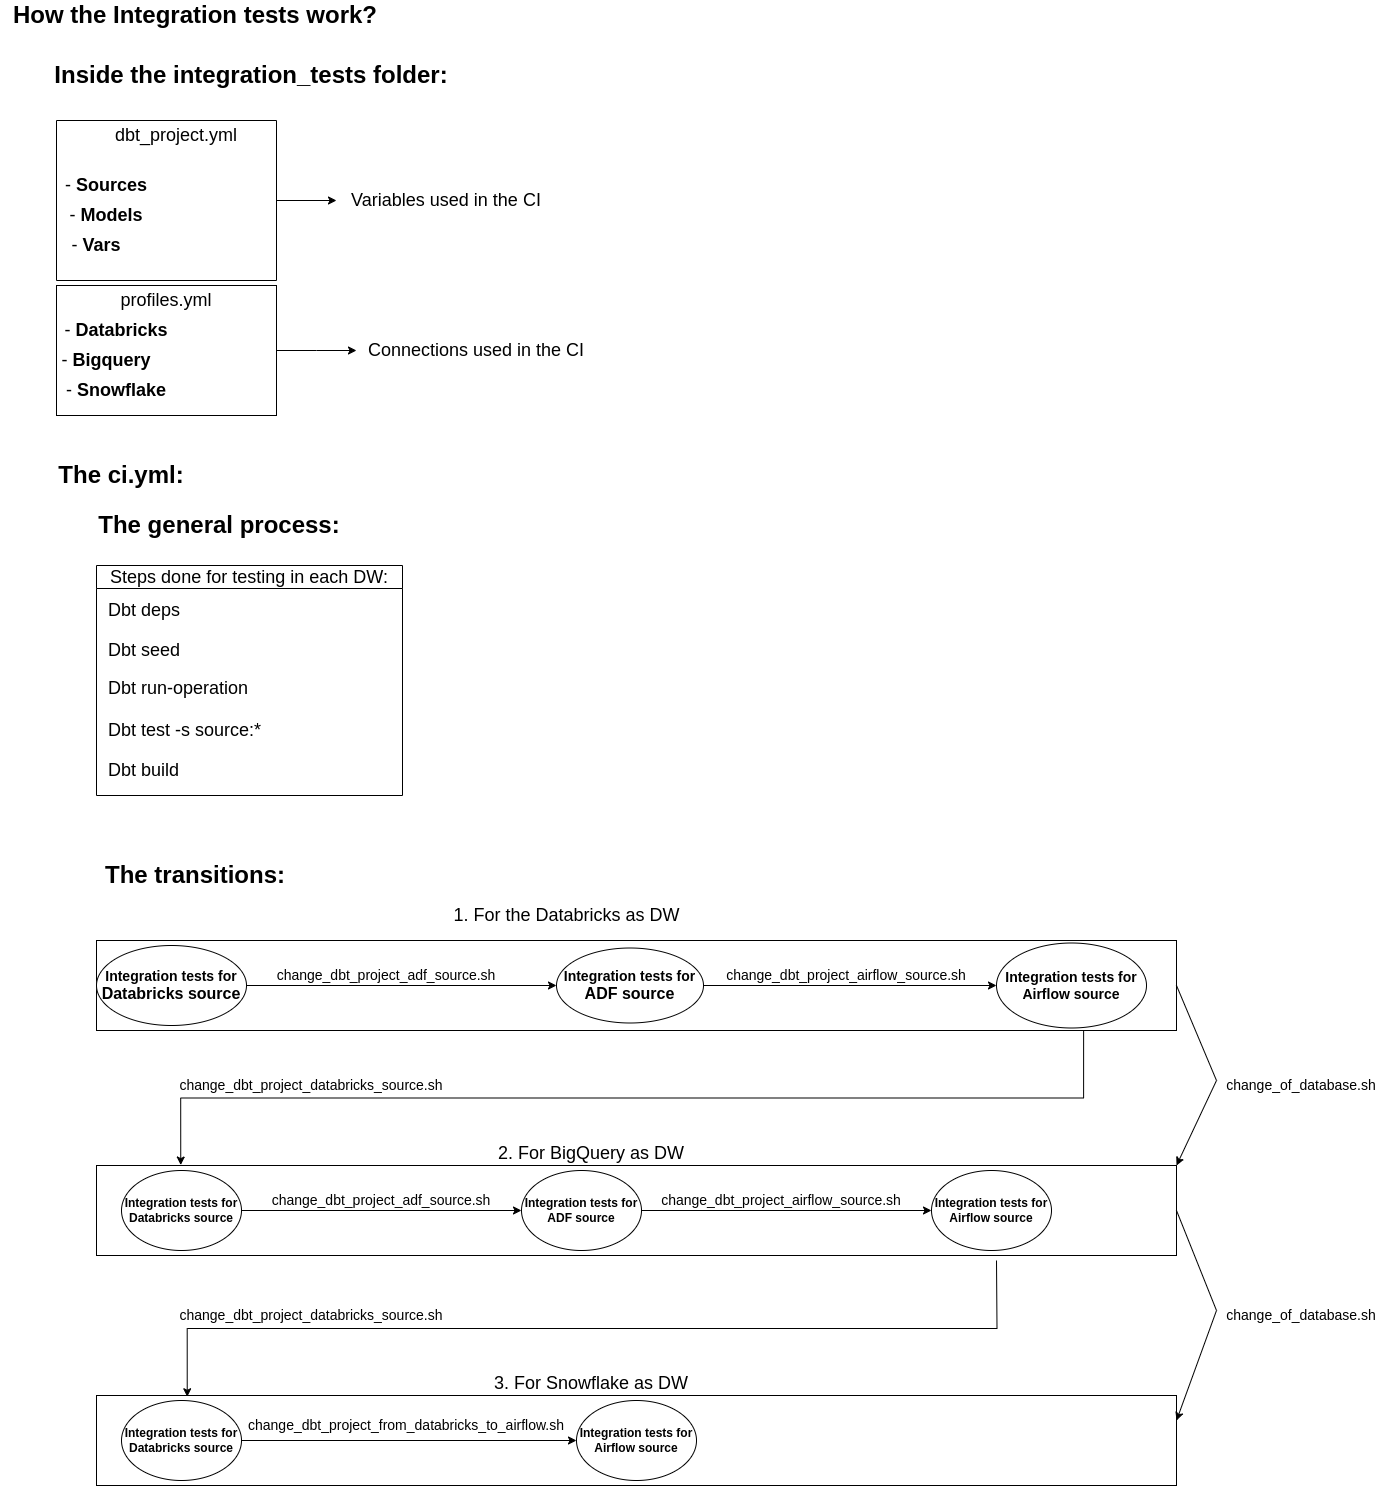 How the Integration tests work?
Inside the integration_tests folder:
dbt_project.yml
- Sources
- Models
- Vars
Variables used in the CI
profiles.yml
- Databricks
- Bigquery
- Snowflake
Connections used in the CI
The ci.yml:
The general process:
Steps done for testing in each DW:
Dbt deps
Dbt seed
Dbt run-operation
Dbt test -s source:*
Dbt build
The transitions:
1. For the Databricks as DW
Integration tests for
Databricks source
change_dbt_project_adf_source.sh
Integration tests for
ADF source
change_dbt_project_airflow_source.sh
Integration tests for
Airflow source
change_dbt_project_databricks_source.sh
change_of_database.sh
2. For BigQuery as DW
Integration tests for
Databricks source
change_dbt_project_adf_source.sh
Integration tests for
ADF source
change_dbt_project_airflow_source.sh
Integration tests for
Airflow source
change_dbt_project_databricks_source.sh
change_of_database.sh
3. For Snowflake as DW
Integration tests for
Databricks source
change_dbt_project_from_databricks_to_airflow.sh
Integration tests for
Airflow source